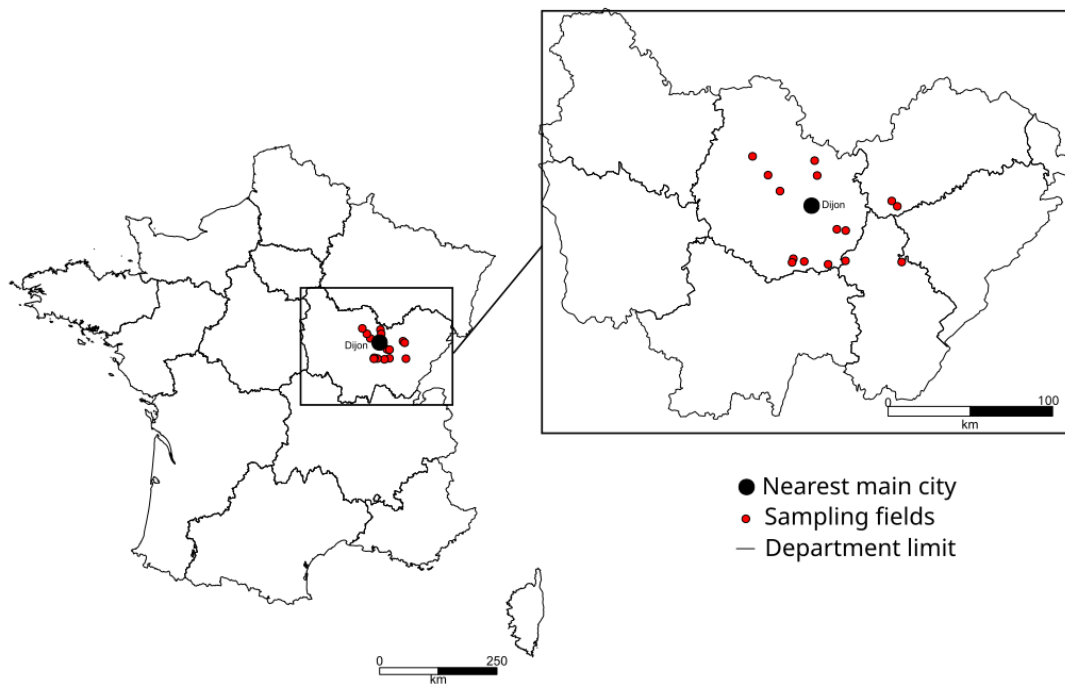 Dijon
0 100
km
Dijon
Nearest main city
Sampling fields
Department limit
0 250
km